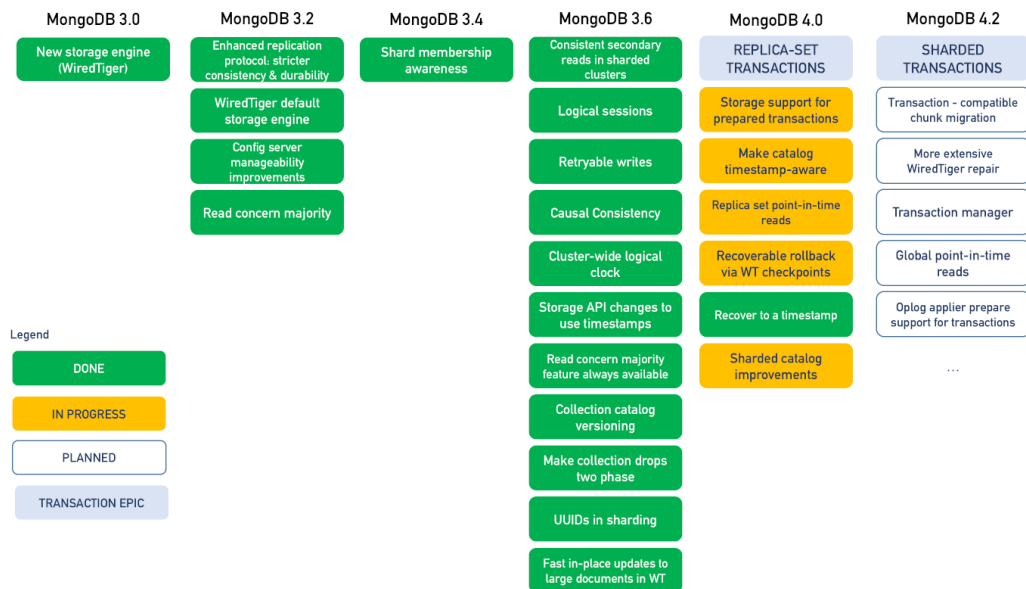 MongoDB 3.0
New storage engine
(WiredTiger)
MongoDB 3.2
Enhanced replication
protocol: stricter
consistency & durability
WiredTiger default
storage engine
Config server
manageability
improvements
Read concern majority
MongoDB 3.4
Shard membership
awareness
MongoDB 3.6
Consistent secondary
reads in sharded
clusters
Logical sessions
Retryable writes
Causal Consistency
Cluster-wide logical
clock
Storage API changes to
use timestamps
Read concern majority
feature always available
Collection catalog
versioning
Make collection drops
two phase
UUIDs in sharding
Fast in-place updates to
large documents in WT
MongoDB 4.0
REPLICA-SET
TRANSACTIONS
Storage support for
prepared transactions
Make catalog
timestamp-aware
Replica set point-in-time
reads
Recoverable rollback
via WT checkpoints
Recover to a timestamp
Sharded catalog
improvements
MongoDB 4.2
SHARDED
TRANSACTIONS
Transaction - compatible
chunk migration
More extensive
WiredTiger repair
Transaction manager
Global point-in-time
reads
Oplog applier prepare
support for transactions
...
Legend
DONE
IN PROGRESS
PLANNED
TRANSACTION EPIC